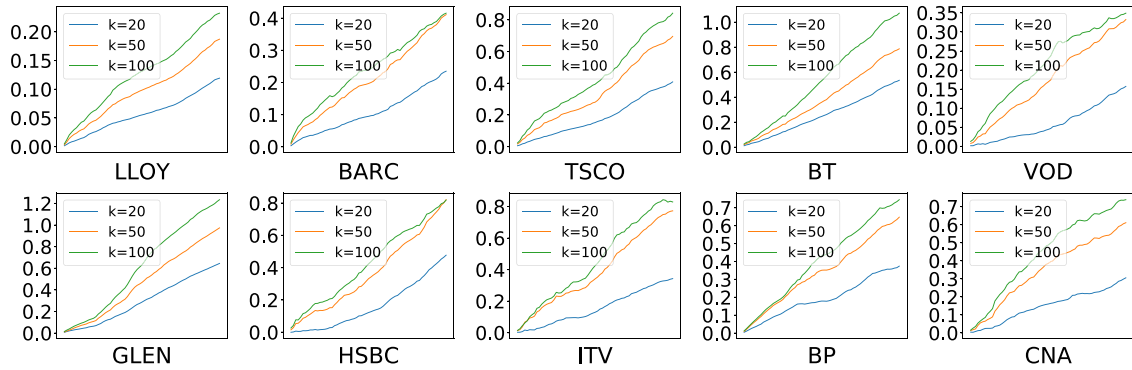 0.20
0.15
0.10
0.05
0.00
k=20
k=50
k=100
LLOY
0.4
0.3
0.2
0.1
0.0
k=20
k=50
k=100
BARC
0.8
0.6
0.4
0.2
0.0
k=20
k=50
k=100
TSCO
1.0
0.8
0.6
0.4
0.2
0.0
k=20
k=50
k=100
BT
0.35
0.30
0.25
0.20
0.15
0.10
0.05
0.00
k=20
k=50
k=100
VOD
1.2
1.0
0.8
0.6
0.4
0.2
0.0
k=20
k=50
k=100
GLEN
0.8
0.6
0.4
0.2
0.0
k=20
k=50
k=100
HSBC
0.8
0.6
0.4
0.2
0.0
k=20
k=50
k=100
ITV
0.7
0.6
0.5
0.4
0.3
0.2
0.1
0.0
k=20
k=50
k=100
BP
0.7
0.6
0.5
0.4
0.3
0.2
0.1
0.0
k=20
k=50
k=100
CNA